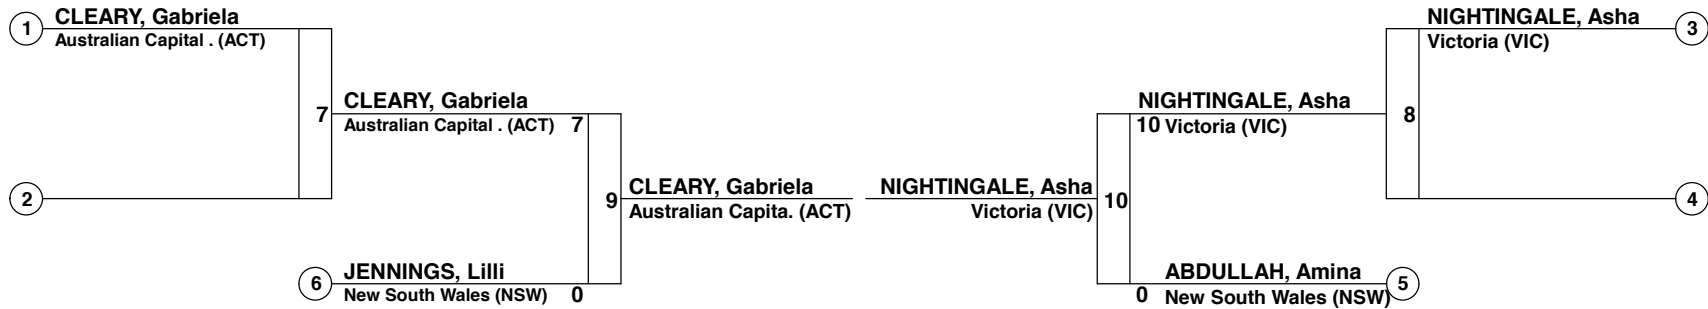 1
CLEARY, Gabriela
Australian Capital . (ACT)
2
7
CLEARY, Gabriela
Australian Capital . (ACT) 7
6
JENNINGS, Lilli
New South Wales (NSW) 0
9
CLEARY, Gabriela
Australian Capita. (ACT)
NIGHTINGALE, Asha
Victoria (VIC)
10
NIGHTINGALE, Asha
10 Victoria (VIC)
ABDULLAH, Amina
0 New South Wales (NSW)
5
8
NIGHTINGALE, Asha
Victoria (VIC)
3
4